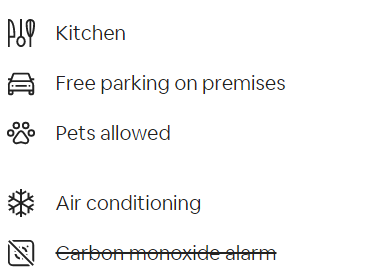 Kitchen
Free parking on premises
Pets allowed
Air conditioning
Carbon monoxide alarm